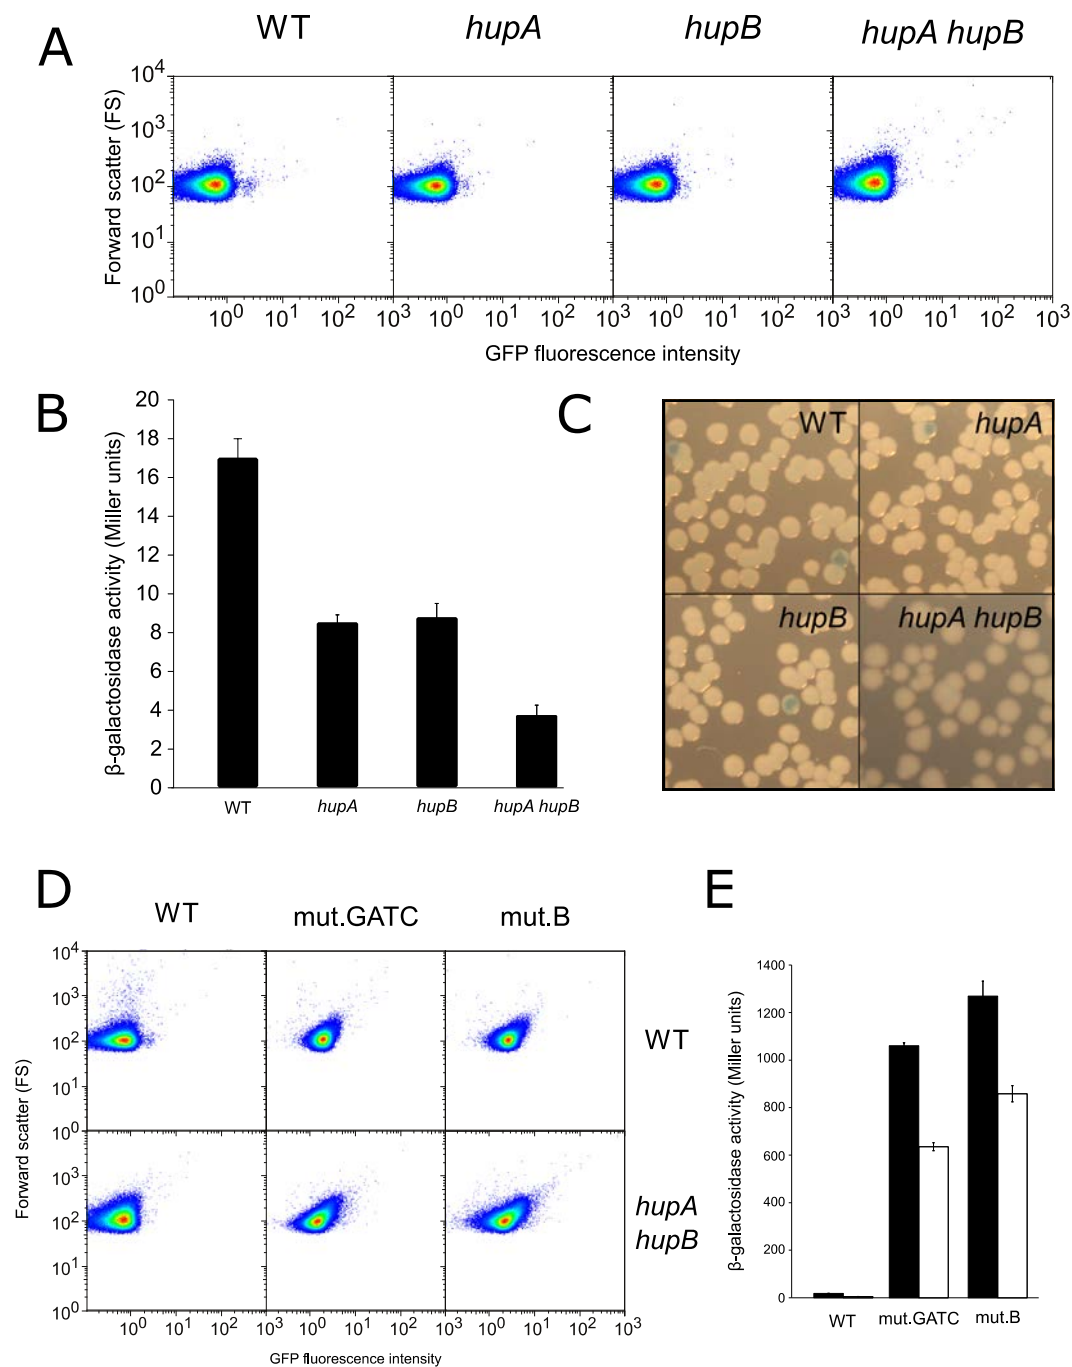 A
WT hupA hupB hupA hupB
Forward scatter (FS)
10^4
10^3
10^2
10^1
10^0
10^0 10^1 10^2 10^3 10^0 10^1 10^2 10^3 10^0 10^1 10^2 10^3 10^0 10^1 10^2 10^3
GFP fluorescence intensity
B
β-galactosidase activity (Miller units)
20
18
16
14
12
10
8
6
4
2
0
WT hupA hupB hupA hupB
C
WT hupA
hupB hupA hupB
D
WT mut.GATC mut.B
Forward scatter (FS)
10^4
10^3
10^2
10^1
10^0
WT
10^0
10^3
10^2
10^1
10^0
hupA
hupB
10^0 10^1 10^2 10^3 10^0 10^1 10^2 10^3 10^0 10^1 10^2 10^3
GFP fluorescence intensity
E
β-galactosidase activity (Miller units)
1400
1200
1000
800
600
400
200
0
WT mut.GATC mut.B